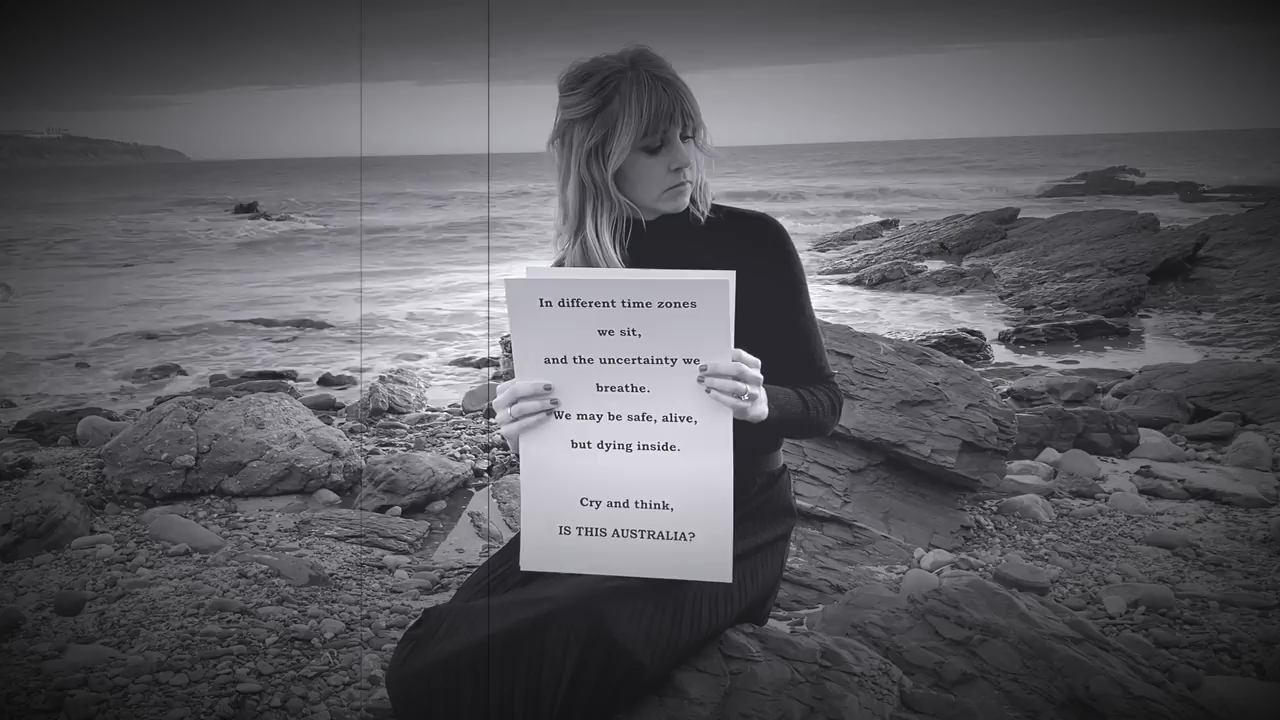 In different time zones
we sit,
and the uncertainty we
breathe.
We may be safe, alive,
but dying inside.
Cry and think,
IS THIS AUSTRALIA?